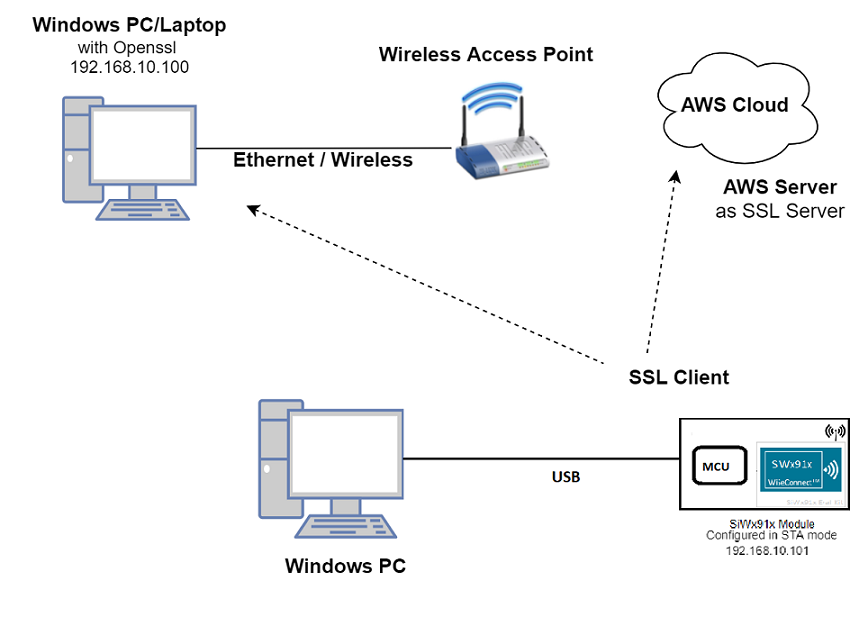 Windows PC/Laptop
with Openssl
192.168.10.100
Wireless Access Point
Ethernet / Wireless
AWS Cloud
AWS Server
as SSL Server
SSL Client
MCU
SWx91x
USB
SiWx91x Module
Configured in STA mode
192.168.10.101
Windows PC